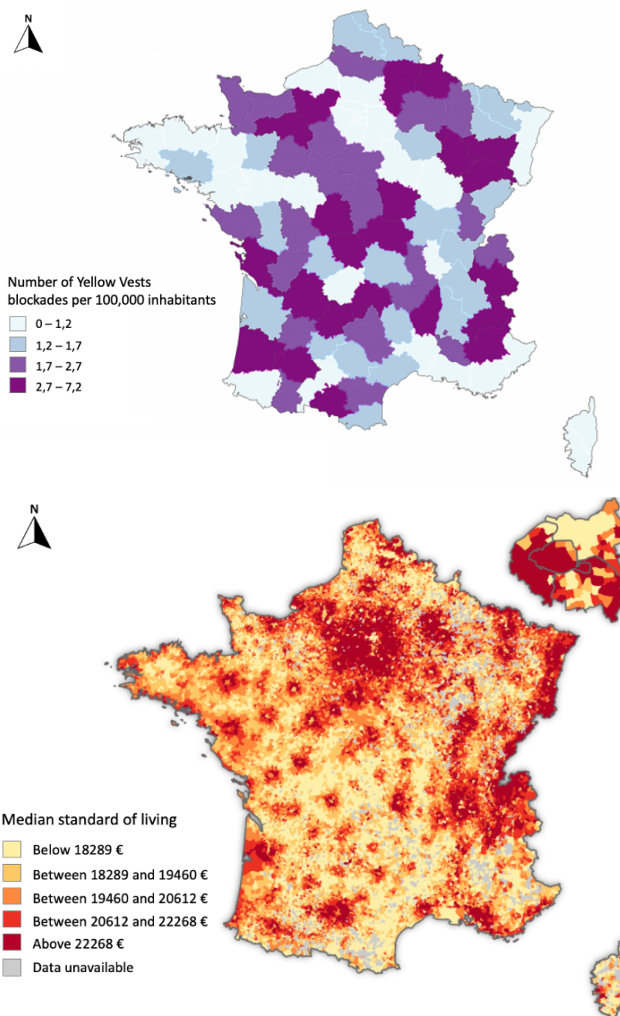 N
Number of Yellow Vests
blockades per 100,000 inhabitants
0 – 1,2
1,2 – 1,7
1,7 – 2,7
2,7 – 7,2
N
Median standard of living
Below 18289 €
Between 18289 and 19460 €
Between 19460 and 20612 €
Between 20612 and 22268 €
Above 22268 €
Data unavailable